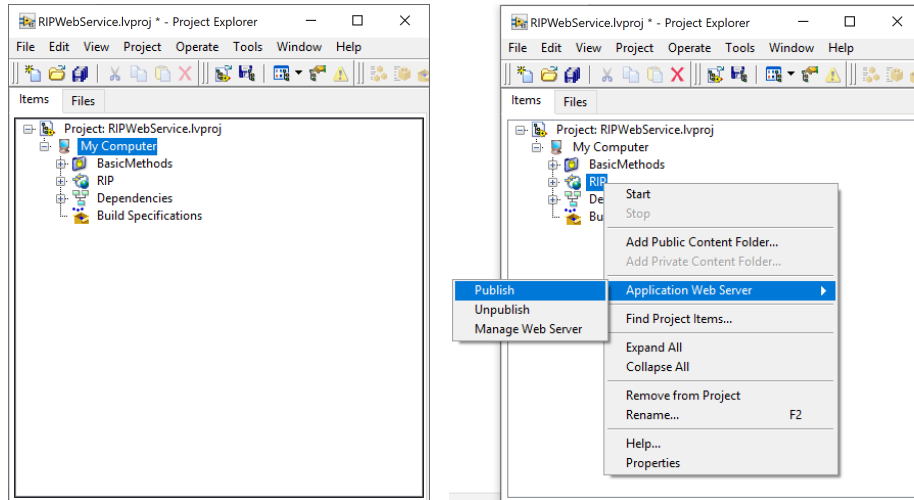 RIPWebService.lvproj * - Project Explorer
File Edit View Project Operate Tools Window Help
Items Files
Project: RIPWebService.lvproj
My Computer
BasicMethods
RIP
Dependencies
Build Specifications
RIPWebService.lvproj * - Project Explorer
File Edit View Project Operate Tools Window Help
Items Files
Project: RIPWebService.lvproj
My Computer
BasicMethods
RIP
De
Bu
Start
Stop
Add Public Content Folder...
Add Private Content Folder...
Application Web Server
Find Project Items...
Expand All
Collapse All
Remove from Project
Rename... F2
Help...
Properties
Publish
Unpublish
Manage Web Server